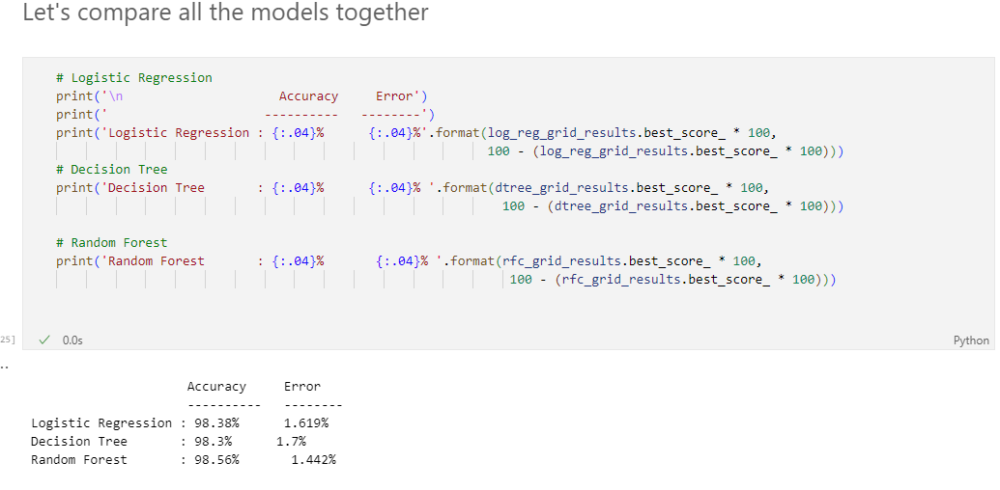 Let's compare all the models together
# Logistic Regression
print('\n                     Accuracy     Error')
print('                     ----------   --------')
print('Logistic Regression : {:.04}%      {:.04}%'.format(log_reg_grid_results.best_score_ * 100,
100 - (log_reg_grid_results.best_score_ * 100)))
# Decision Tree
print('Decision Tree       : {:.04}%      {:.04}% '.format(dtree_grid_results.best_score_ * 100,
100 - (dtree_grid_results.best_score_ * 100)))
# Random Forest
print('Random Forest       : {:.04}%       {:.04}% '.format(rfc_grid_results.best_score_ * 100,
100 - (rfc_grid_results.best_score_ * 100)))
25] ✓ 0.0s Python
..
Accuracy     Error
----------   --------
Logistic Regression : 98.38%      1.619%
Decision Tree       : 98.3%      1.7%
Random Forest       : 98.56%       1.442%